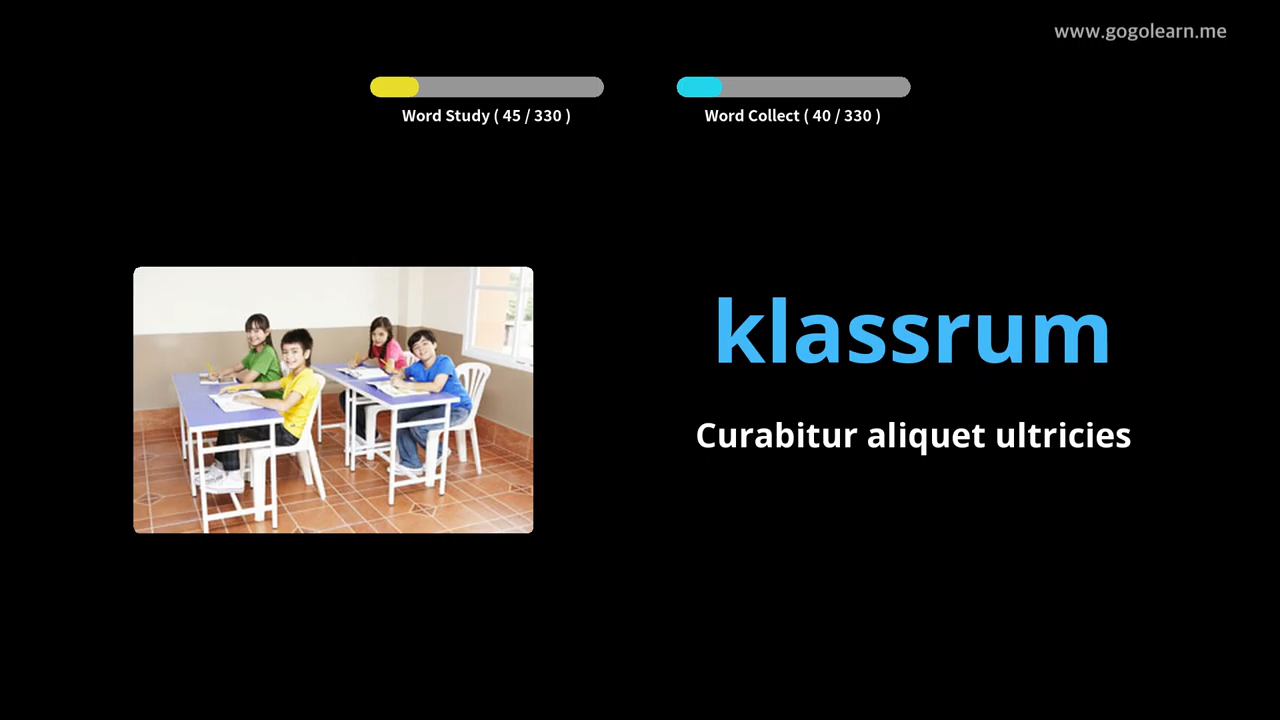 www.gogolearn.me
Word Study ( 45 / 330 )
Word Collect ( 40 / 330 )
klassrum
Curabitur aliquet ultricies